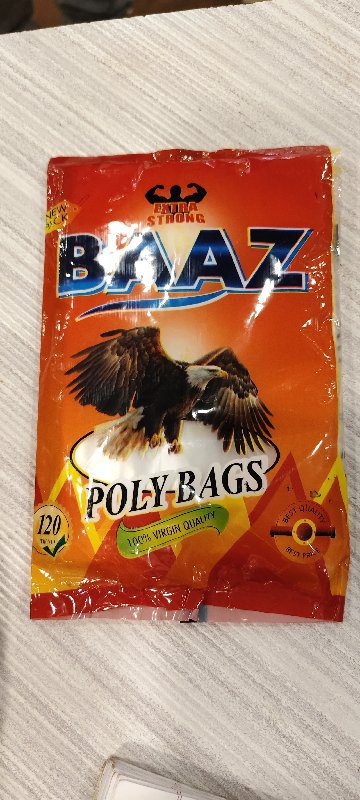 NEW
PACK
EXTRA
STRONG
BAAZ
POLY-BAGS
100% VIRGIN QUALITY
120
BEST QUALITY
BEST PRICE